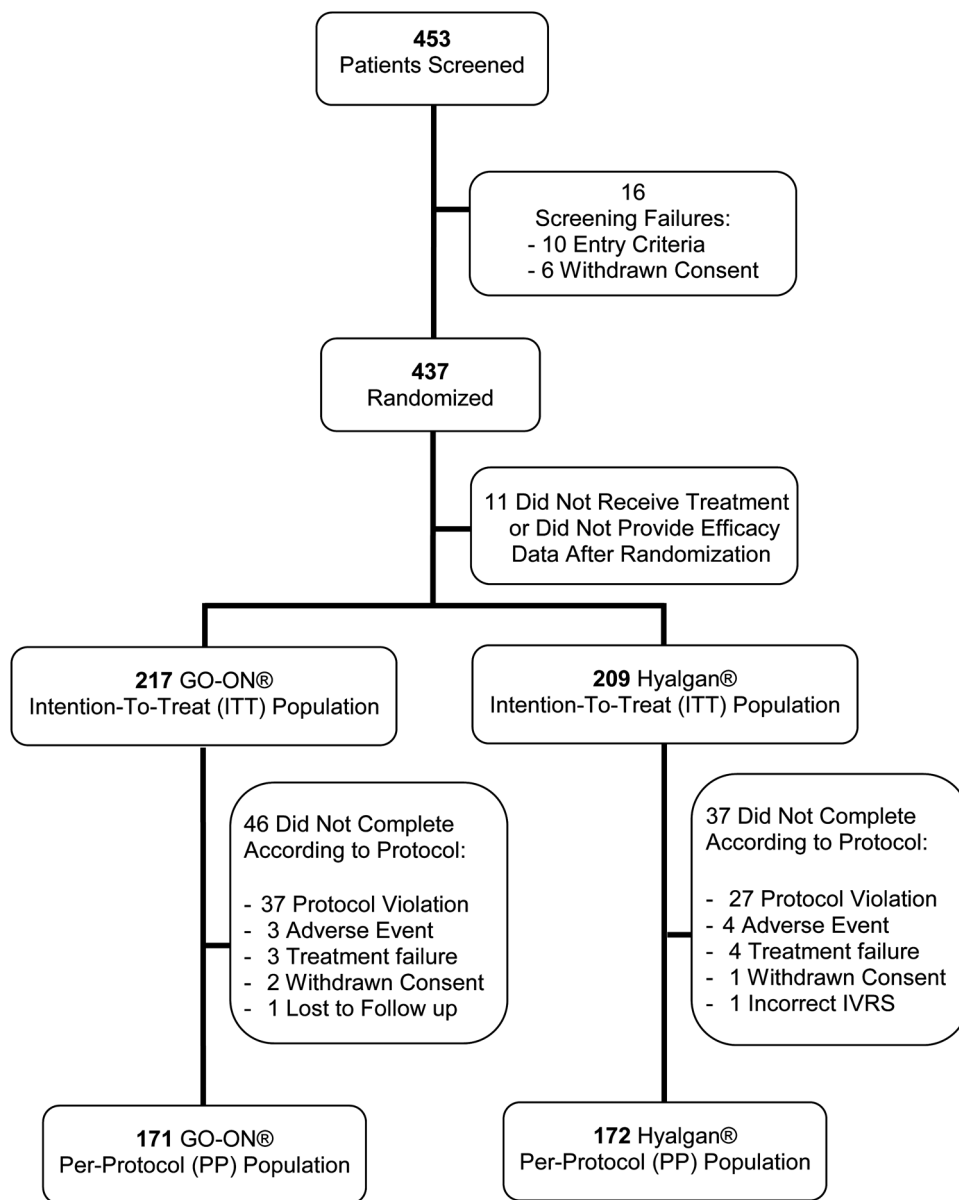 453
Patients Screened
16
Screening Failures:
- 10 Entry Criteria
- 6 Withdrawn Consent
437
Randomized
11 Did Not Receive Treatment
or Did Not Provide Efficacy
Data After Randomization
217 GO-ON®
Intention-To-Treat (ITT) Population
209 Hyalgan®
Intention-To-Treat (ITT) Population
46 Did Not Complete
According to Protocol:
- 37 Protocol Violation
- 3 Adverse Event
- 3 Treatment failure
- 2 Withdrawn Consent
- 1 Lost to Follow up
37 Did Not Complete
According to Protocol:
- 27 Protocol Violation
- 4 Adverse Event
- 4 Treatment failure
- 1 Withdrawn Consent
- 1 Incorrect IVRS
171 GO-ON®
Per-Protocol (PP) Population
172 Hyalgan®
Per-Protocol (PP) Population